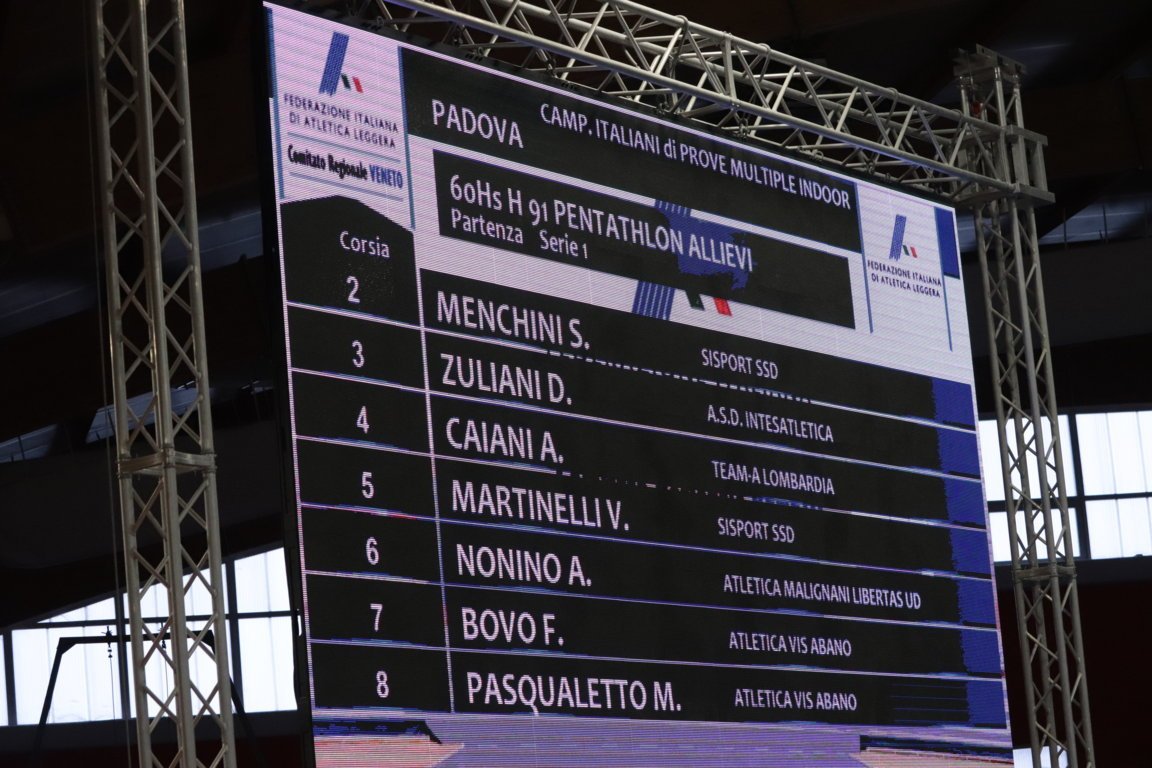 FEDERAZIONE ITALIANA
DI ATLETICA LEGGERA
Comitato Regionale VENETO
PADOVA
CAMP. ITALIANI di PROVE MULTIPLE INDOOR
60Hs H 91 PENTATHLON ALLIEVI
Partenza Serie 1
FEDERAZIONE ITALIANA
DI ATLETICA LEGGERA
Corsia
2 MENCHINI S. SISPORT SSD
3 ZULIANI D. A.S.D. INTESATLETICA
4 CAIANI A. TEAM-A LOMBARDIA
5 MARTINELLI V. SISPORT SSD
6 NONINO A. ATLETICA MALIGNANI LIBERTAS UD
7 BOVO F. ATLETICA VIS ABANO
8 PASQUALETTO M. ATLETICA VIS ABANO